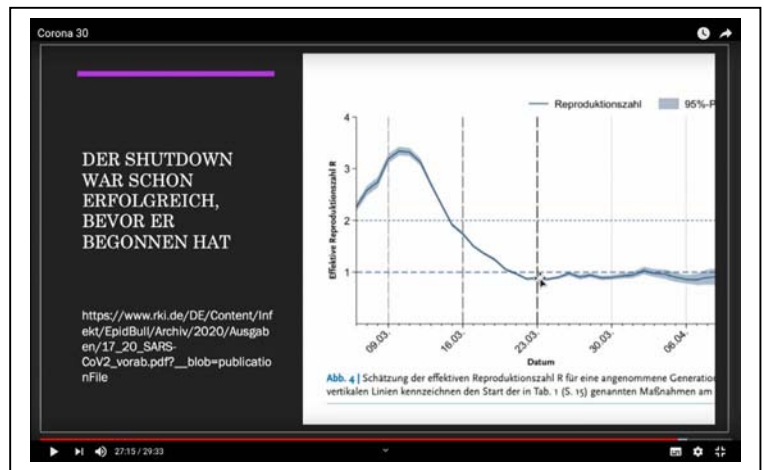 Corona 30
DER SHUTDOWN
WAR SCHON
ERFOLGREICH,
BEVOR ER
BEGONNEN HAT
https://www.rki.de/DE/Content/Inf
ekt/EpidBull/Archiv/2020/Ausgab
en/17_20_SARS-
CoV2_vorab.pdf?__blob=publicatio
nFile
Reproduktionszahl 95%-P
Effektive Reproduktionszahl R
4
3
2
1
09.03. 16.03. 23.03. 30.03. 06.04.
Datum
Abb. 4 | Schätzung der effektiven Reproduktionszahl R für eine angenommene Generatio
vertikalen Linien kennzeichnen den Start der in Tab. 1 (S. 15) genannten Maßnahmen am
27:15 / 29:33